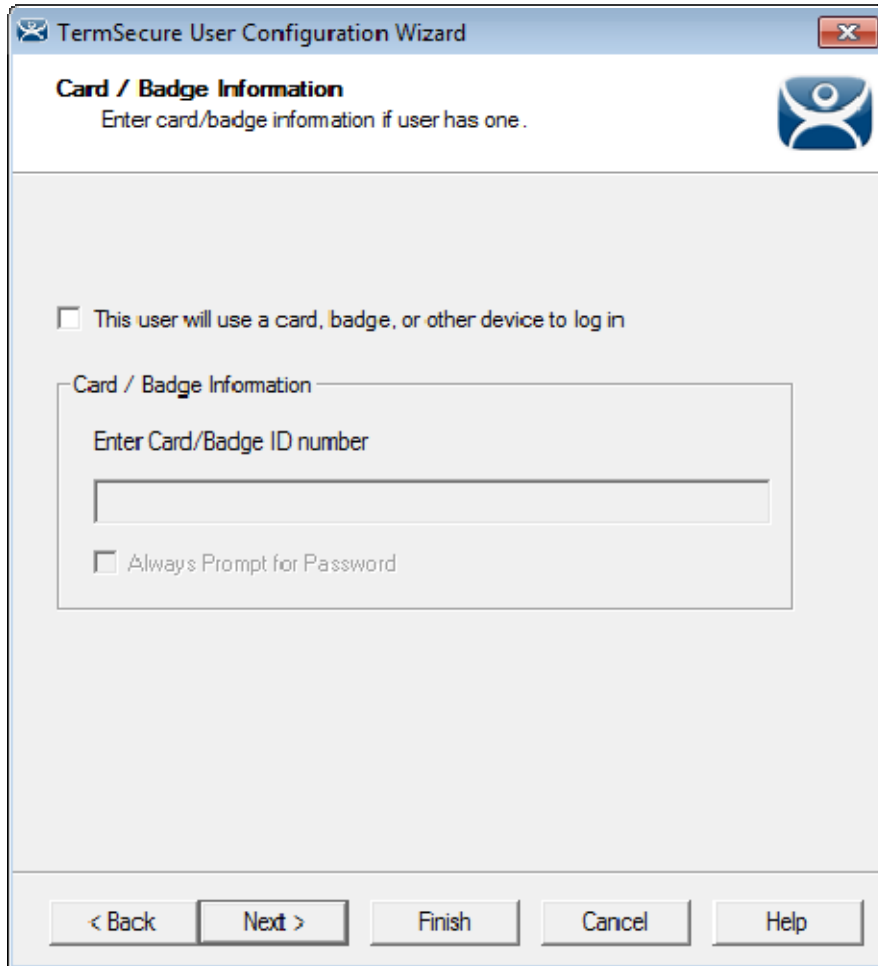 TermSecure User Configuration Wizard
Card / Badge Information
Enter card/badge information if user has one.
This user will use a card, badge, or other device to log in
Card / Badge Information
Enter Card/Badge ID number
Always Prompt for Password
< Back Next > Finish Cancel Help